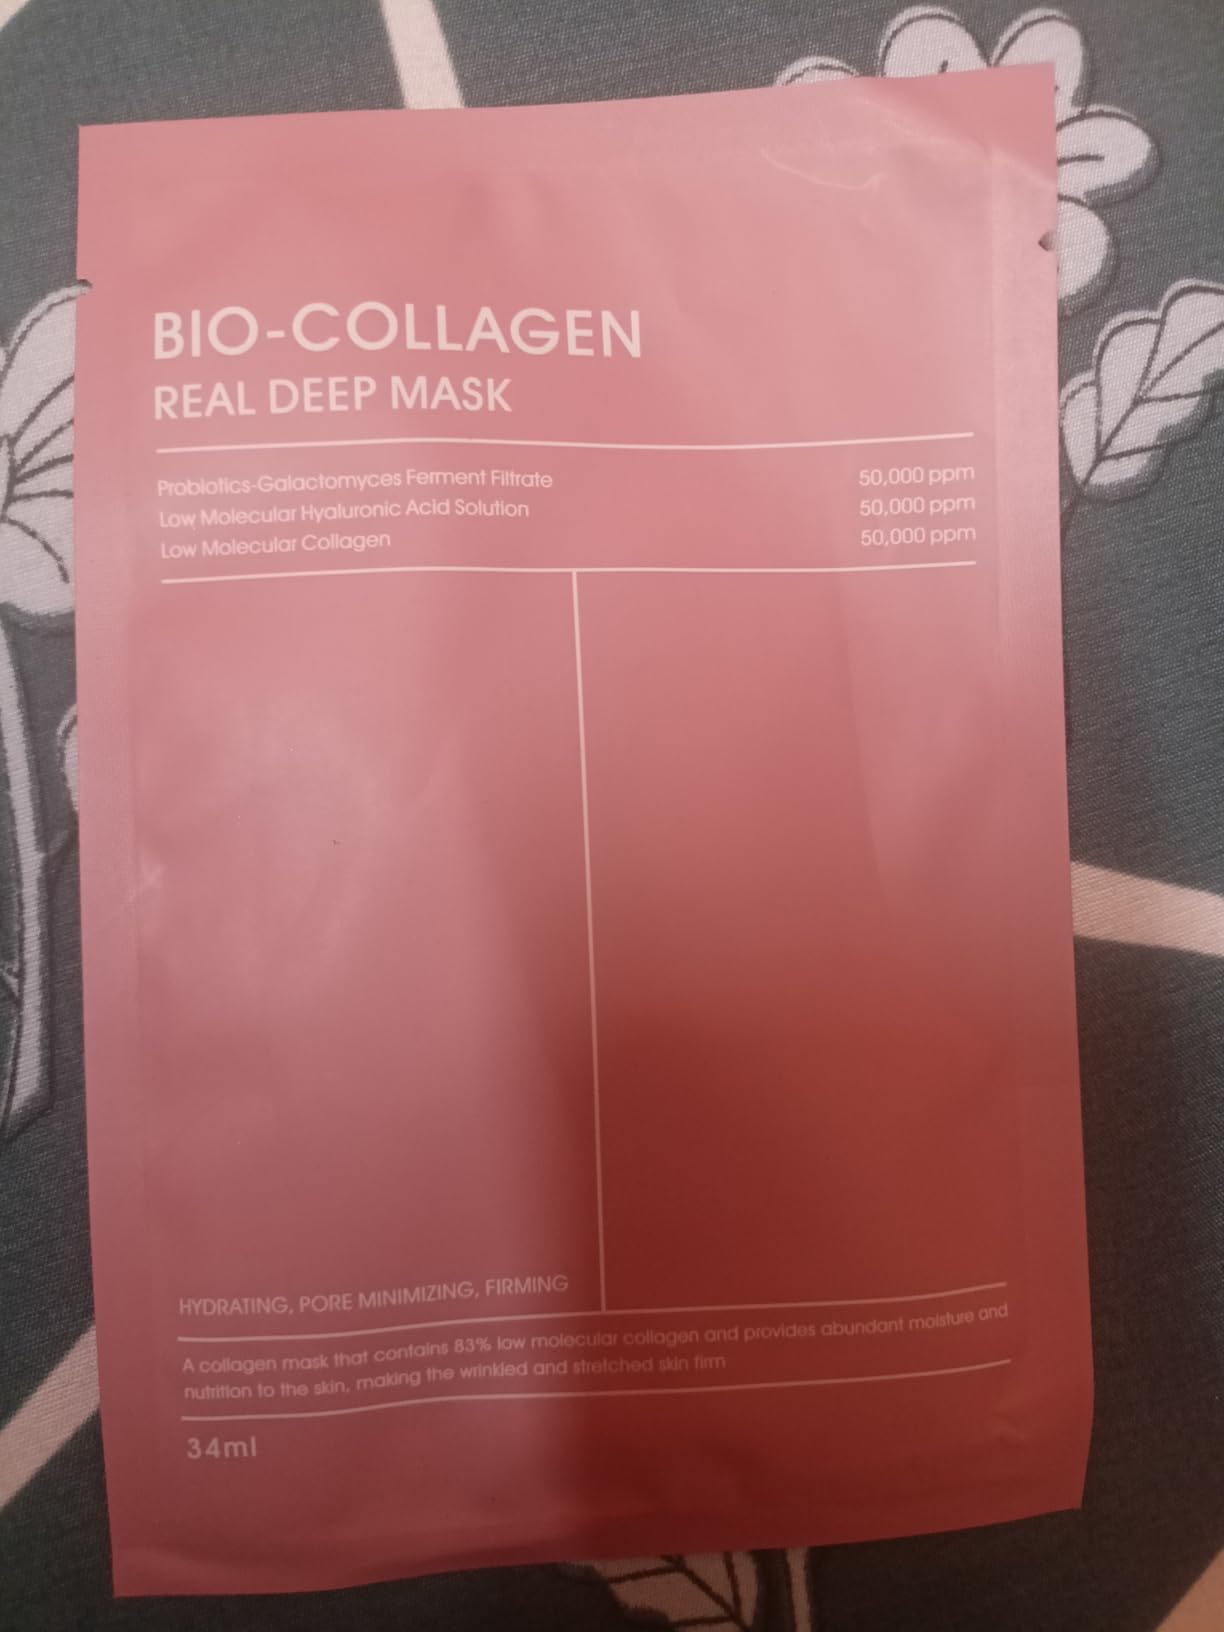 BIO-COLLAGEN
REAL DEEP MASK
Probiotics-Galactomyces Ferment Filtrate 50,000 ppm
Low Molecular Hyaluronic Acid Solution 50,000 ppm
Low Molecular Collagen 50,000 ppm
HYDRATING, PORE MINIMIZING, FIRMING
A collagen mask that contains 83% low molecular collagen and provides abundant moisture and
nutrition to the skin, making the wrinkled and stretched skin firm
34ml